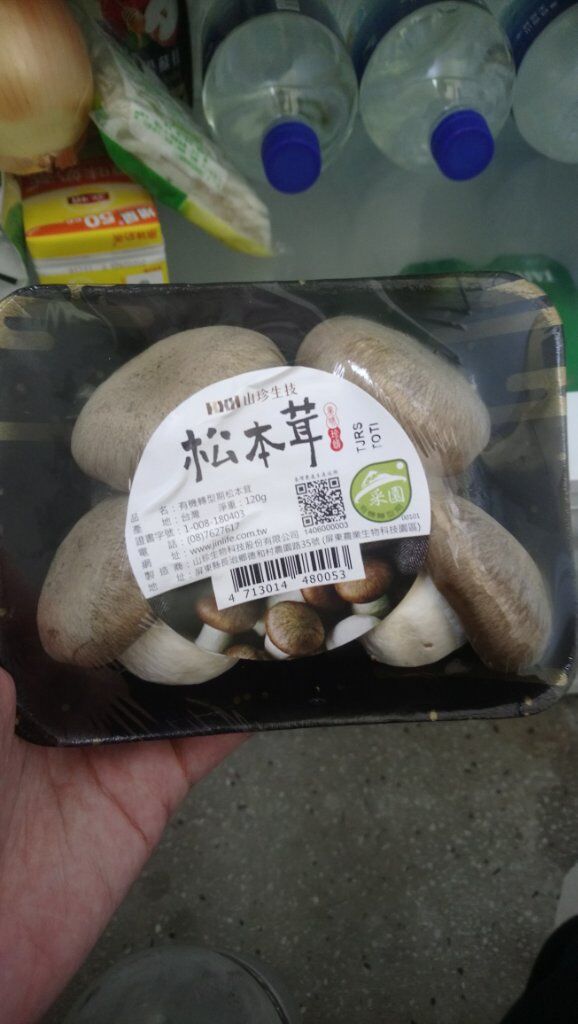 山珍生技
松本茸
TJRS
TOTI
品名：有機轉型期松本茸
產地：台灣 淨重：120g
證書字號：1-008-180403
電話：(08)7627617
網址：www.jjnlife.com.tw
製造商：山珍生物科技股份有限公司
地址：屏東縣長治鄉德和村農園路35號(屏東農業生物科技園區)
1406000003
采園
4 713014 480053
50